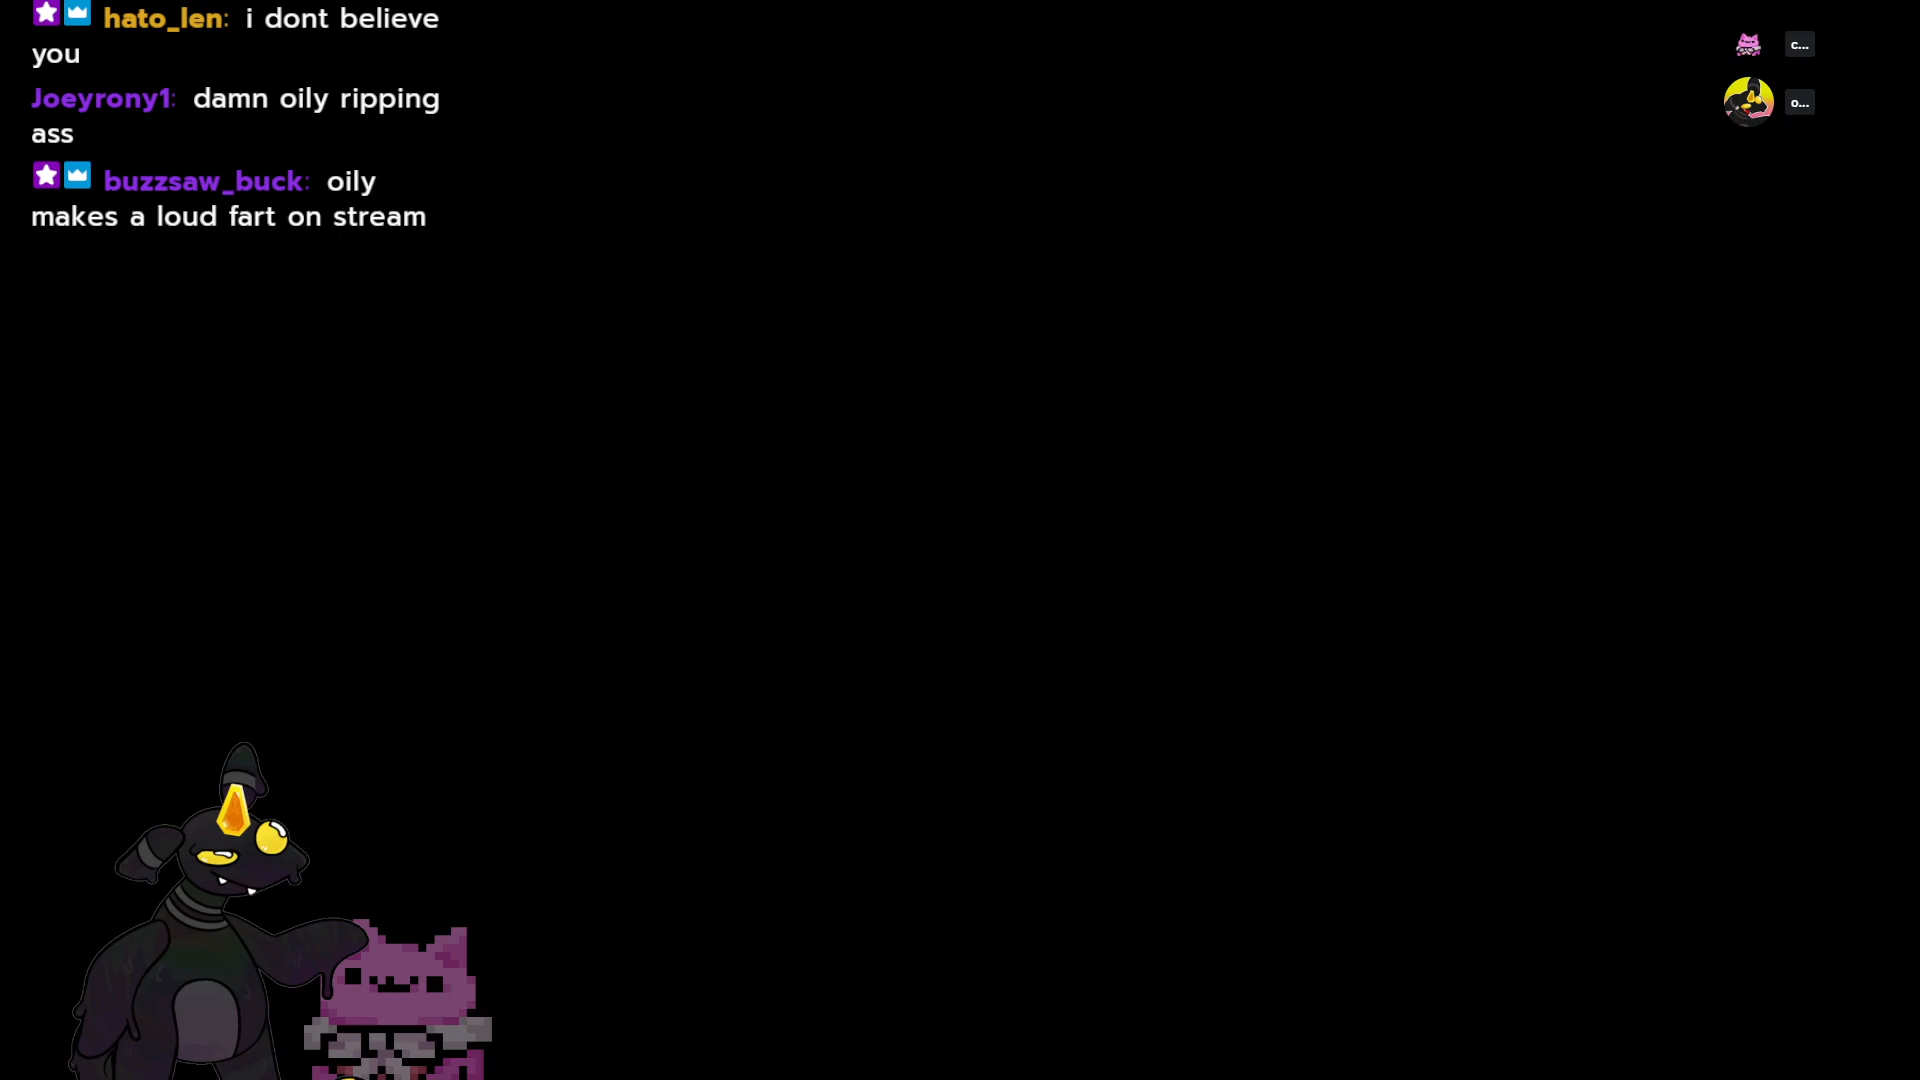 hato_len: i dont believe
you
Joeyrony1: damn oily ripping
ass
buzzsaw_buck: oily
makes a loud fart on stream
c...
o...